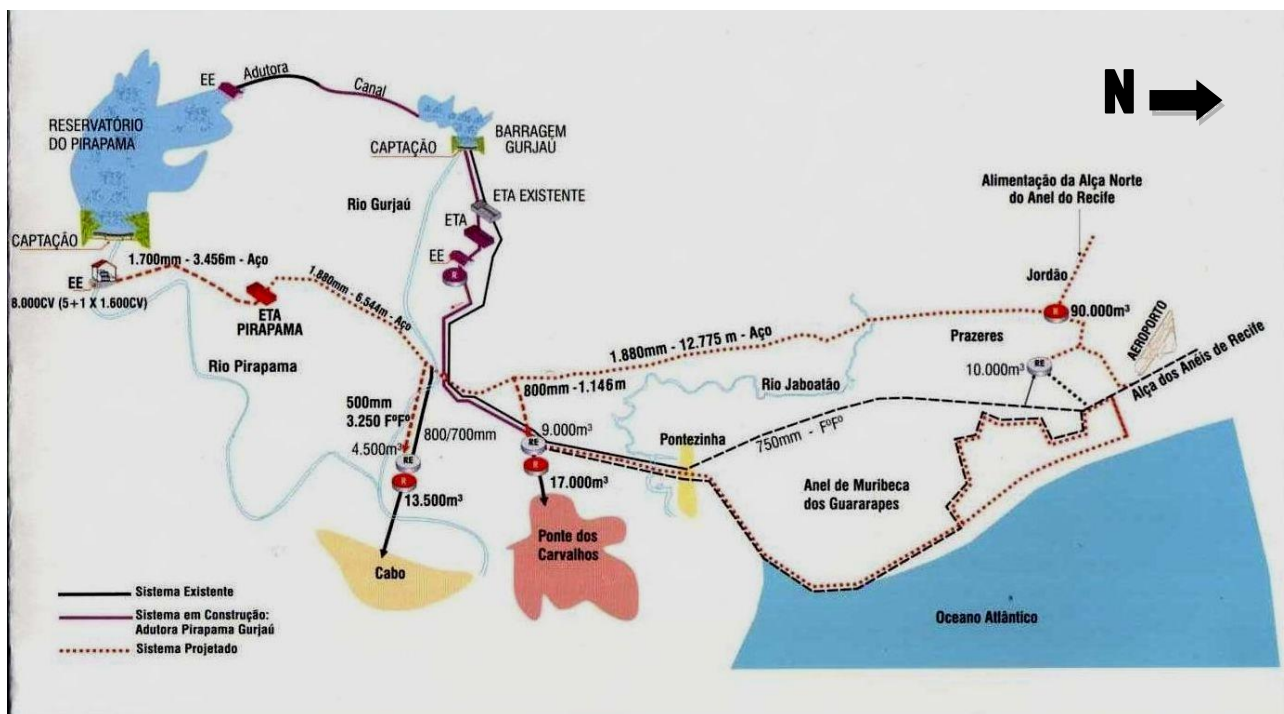 N
EE
Adutora
Canal
RESERVATÓRIO
DO PIRAPAMA
CAPTAÇÃO
BARRAGEM
GURJAÚ
Rio Gurjaú
ETA EXISTENTE
ETA
EE
R
Alimentação da Alça Norte
do Anel do Recife
CAPTAÇÃO
1.700mm - 3.456m - Aço
EE
8.000CV (5+1 X 1.600CV)
ETA
PIRAPAMA
1.880mm - 6.544m - Aço
Rio Pirapama
Jordão
R
90.000m³
Prazeres
AEROPORTO
1.880mm - 12.775 m - Aço
RE
10.000m³
Alça dos Anéis de Recife
800mm - 1.146m
Rio Jaboatão
500mm
3.250 FºFº
800/700mm
4.500m³
RE
R
13.500m³
9.000m³
RE
R
17.000m³
Pontezinha
750mm - FºFº
Anel de Muribeca
dos Guararapes
Ponte dos
Carvalhos
Cabo
Oceano Atlântico
Sistema Existente
Sistema em Construção:
Adutora Pirapama Gurjaú
Sistema Projetado